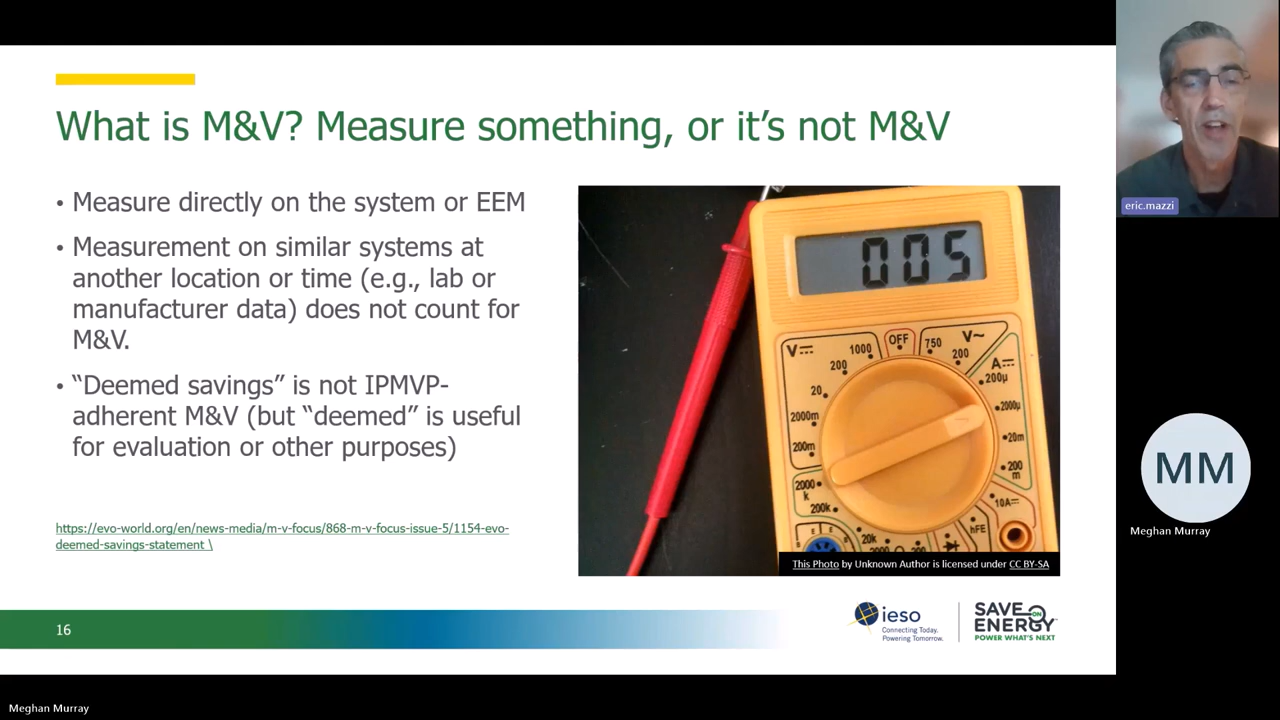 What is M&V? Measure something, or it’s not M&V
• Measure directly on the system or EEM
• Measurement on similar systems at
another location or time (e.g., lab or
manufacturer data) does not count for
M&V.
• “Deemed savings” is not IPMVP-
adherent M&V (but “deemed” is useful
for evaluation or other purposes)
https://evo-world.org/en/news-media/m-v-focus/868-m-v-focus-issue-5/1154-evo-
deemed-savings-statement \
005
OFF
V⎓
1000
750
V~
200
200
A⎓
20
200µ
2000m
2000µ
200m
20m
2000
k
200
m
200k
10A⎓
20k
hFE
This Photo by Unknown Author is licensed under CC BY-SA
16
ieso
Connecting Today.
Powering Tomorrow.
SAVE ON
ENERGY
POWER WHAT'S NEXT
eric.mazzi
MM
Meghan Murray
Meghan Murray